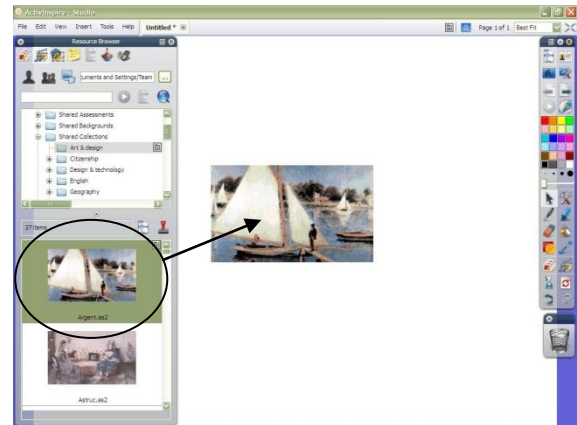 ActivInspire - Studio
File Edit View Insert Tools Help Untitled *
Page 1 of 1 Best Fit
Resource Browser
uments and Settings/Team ...
Shared Assessments
Shared Backgrounds
Shared Collections
Art & design
Citizenship
Design & technology
English
Geography
37 items
Argent.as2
Astruc.as2